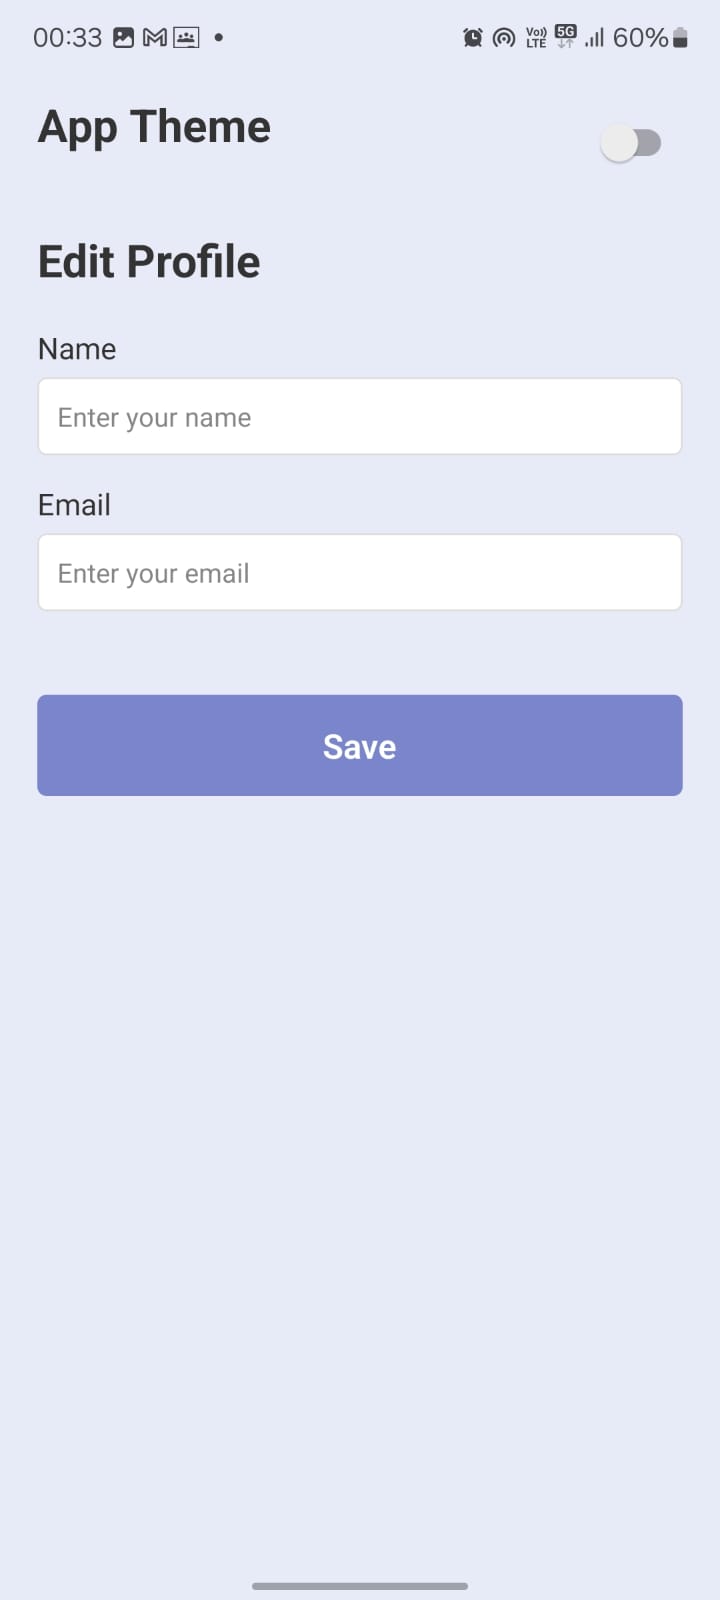 00:33 Vo)) LTE 5G 60%
App Theme
Edit Profile
Name
Enter your name
Email
Enter your email
Save